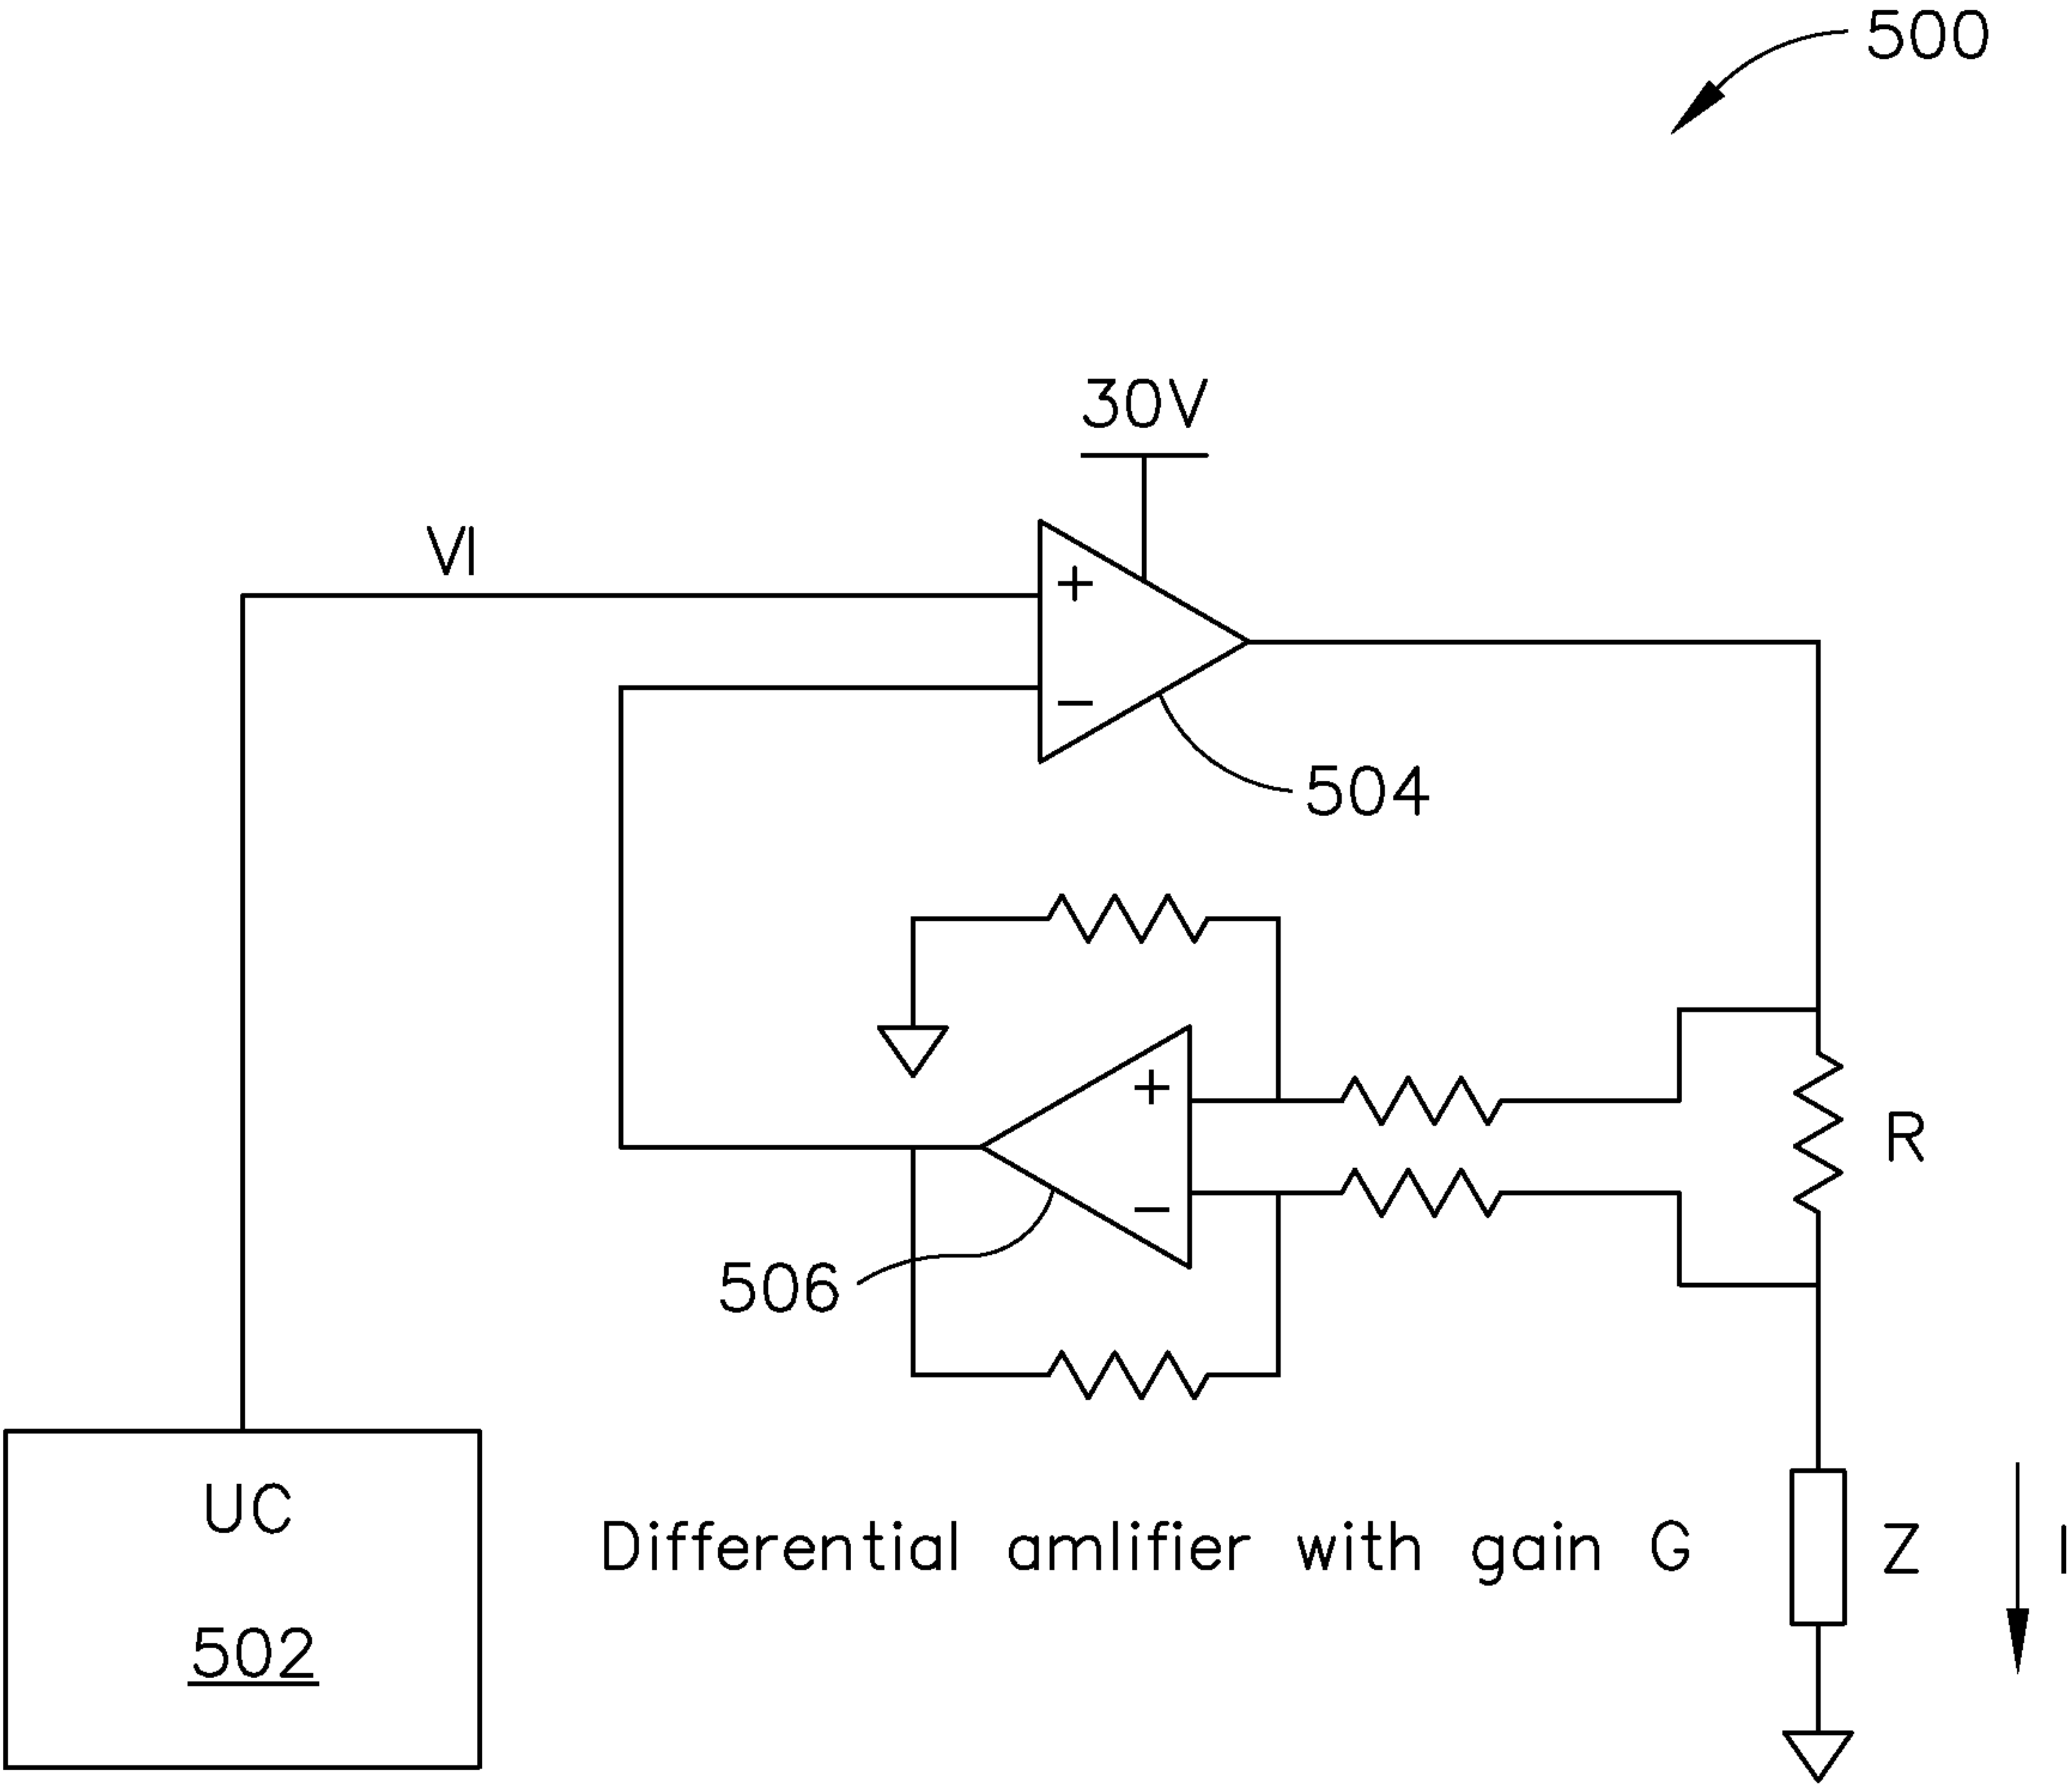 500
30V
VI
+
−
504
+
R
−
506
UC
Differential amlifier with gain G
Z
I
502